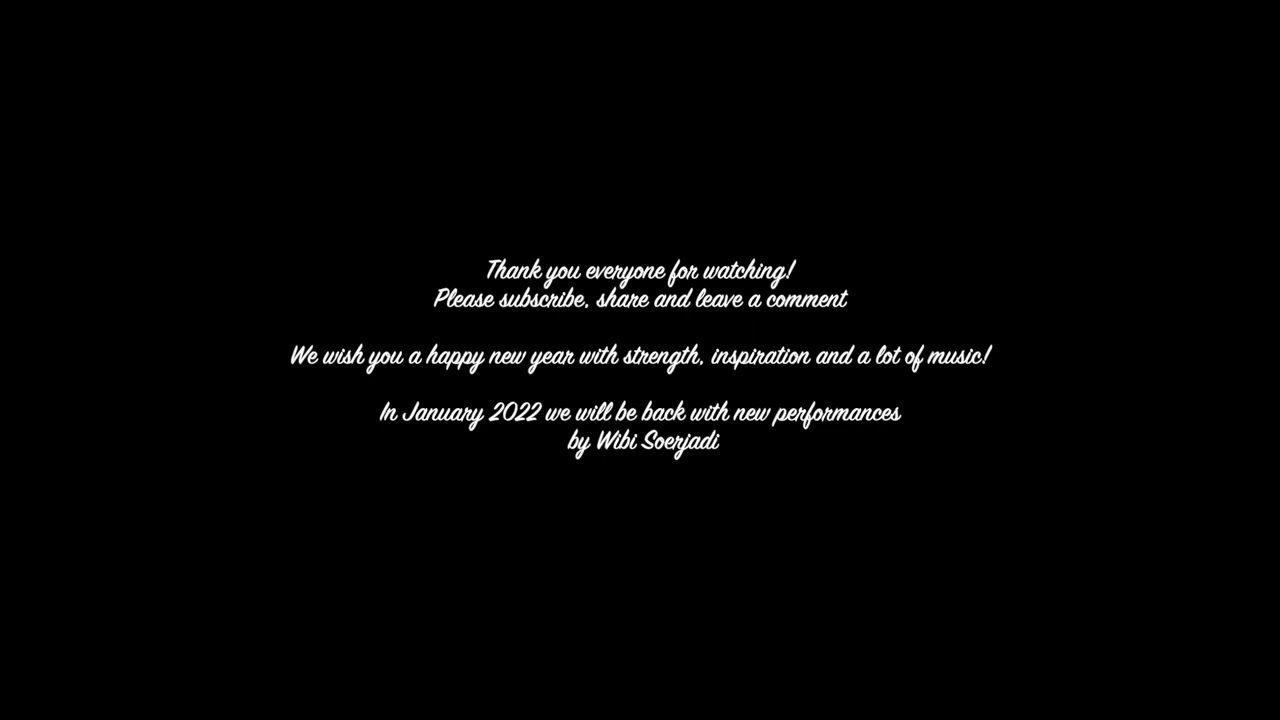 Thank you everyone for watching!
Please subscribe, share and leave a comment
We wish you a happy new year with strength, inspiration and a lot of music!
In January 2022 we will be back with new performances
by Wibi Soerjadi